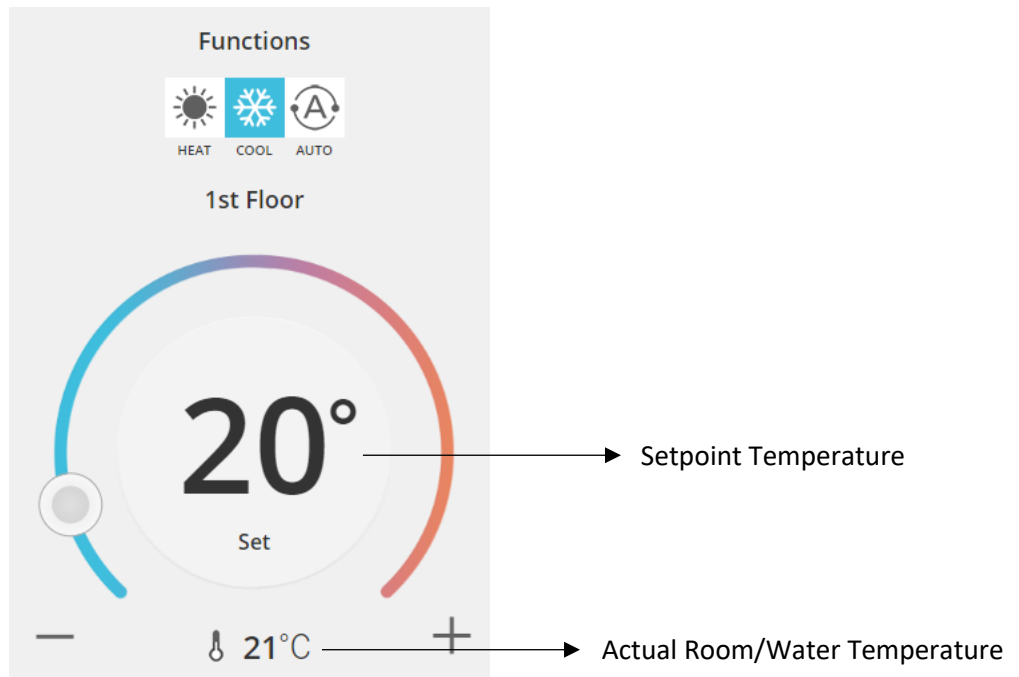 Functions
HEAT COOL AUTO
1st Floor
20°
Setpoint Temperature
Set
21°C
Actual Room/Water Temperature